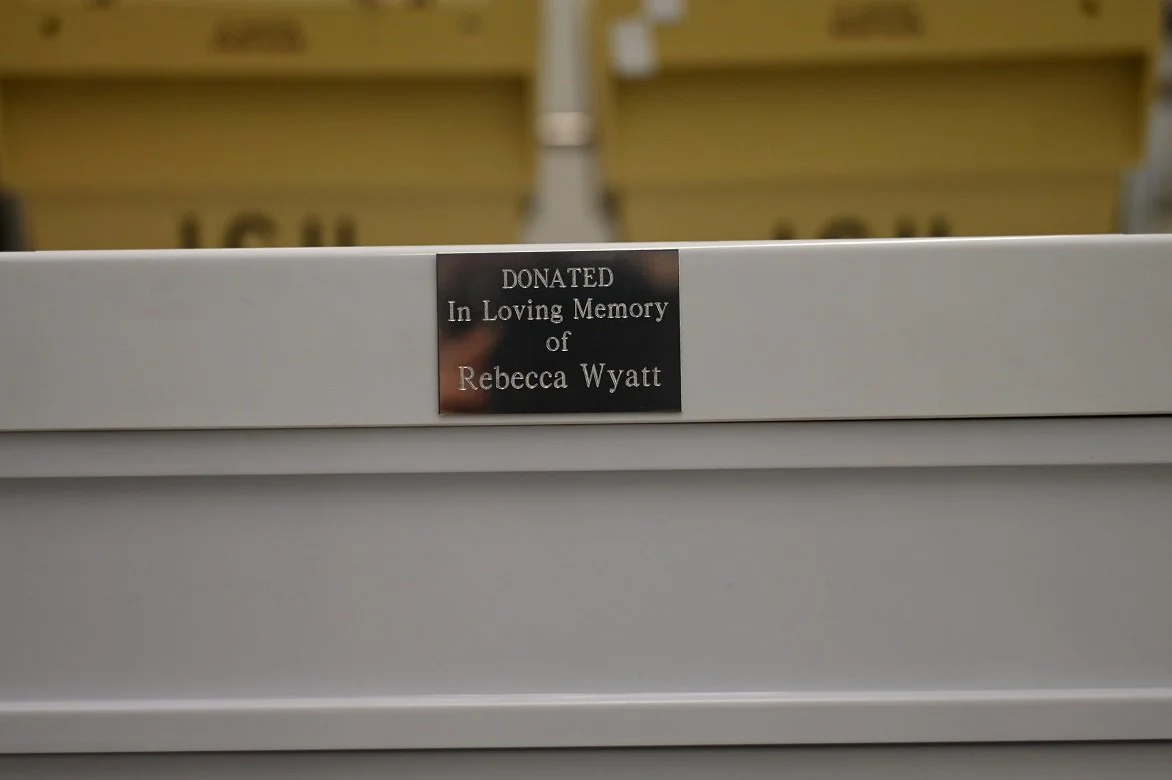 DONATED
In Loving Memory
of
Rebecca Wyatt